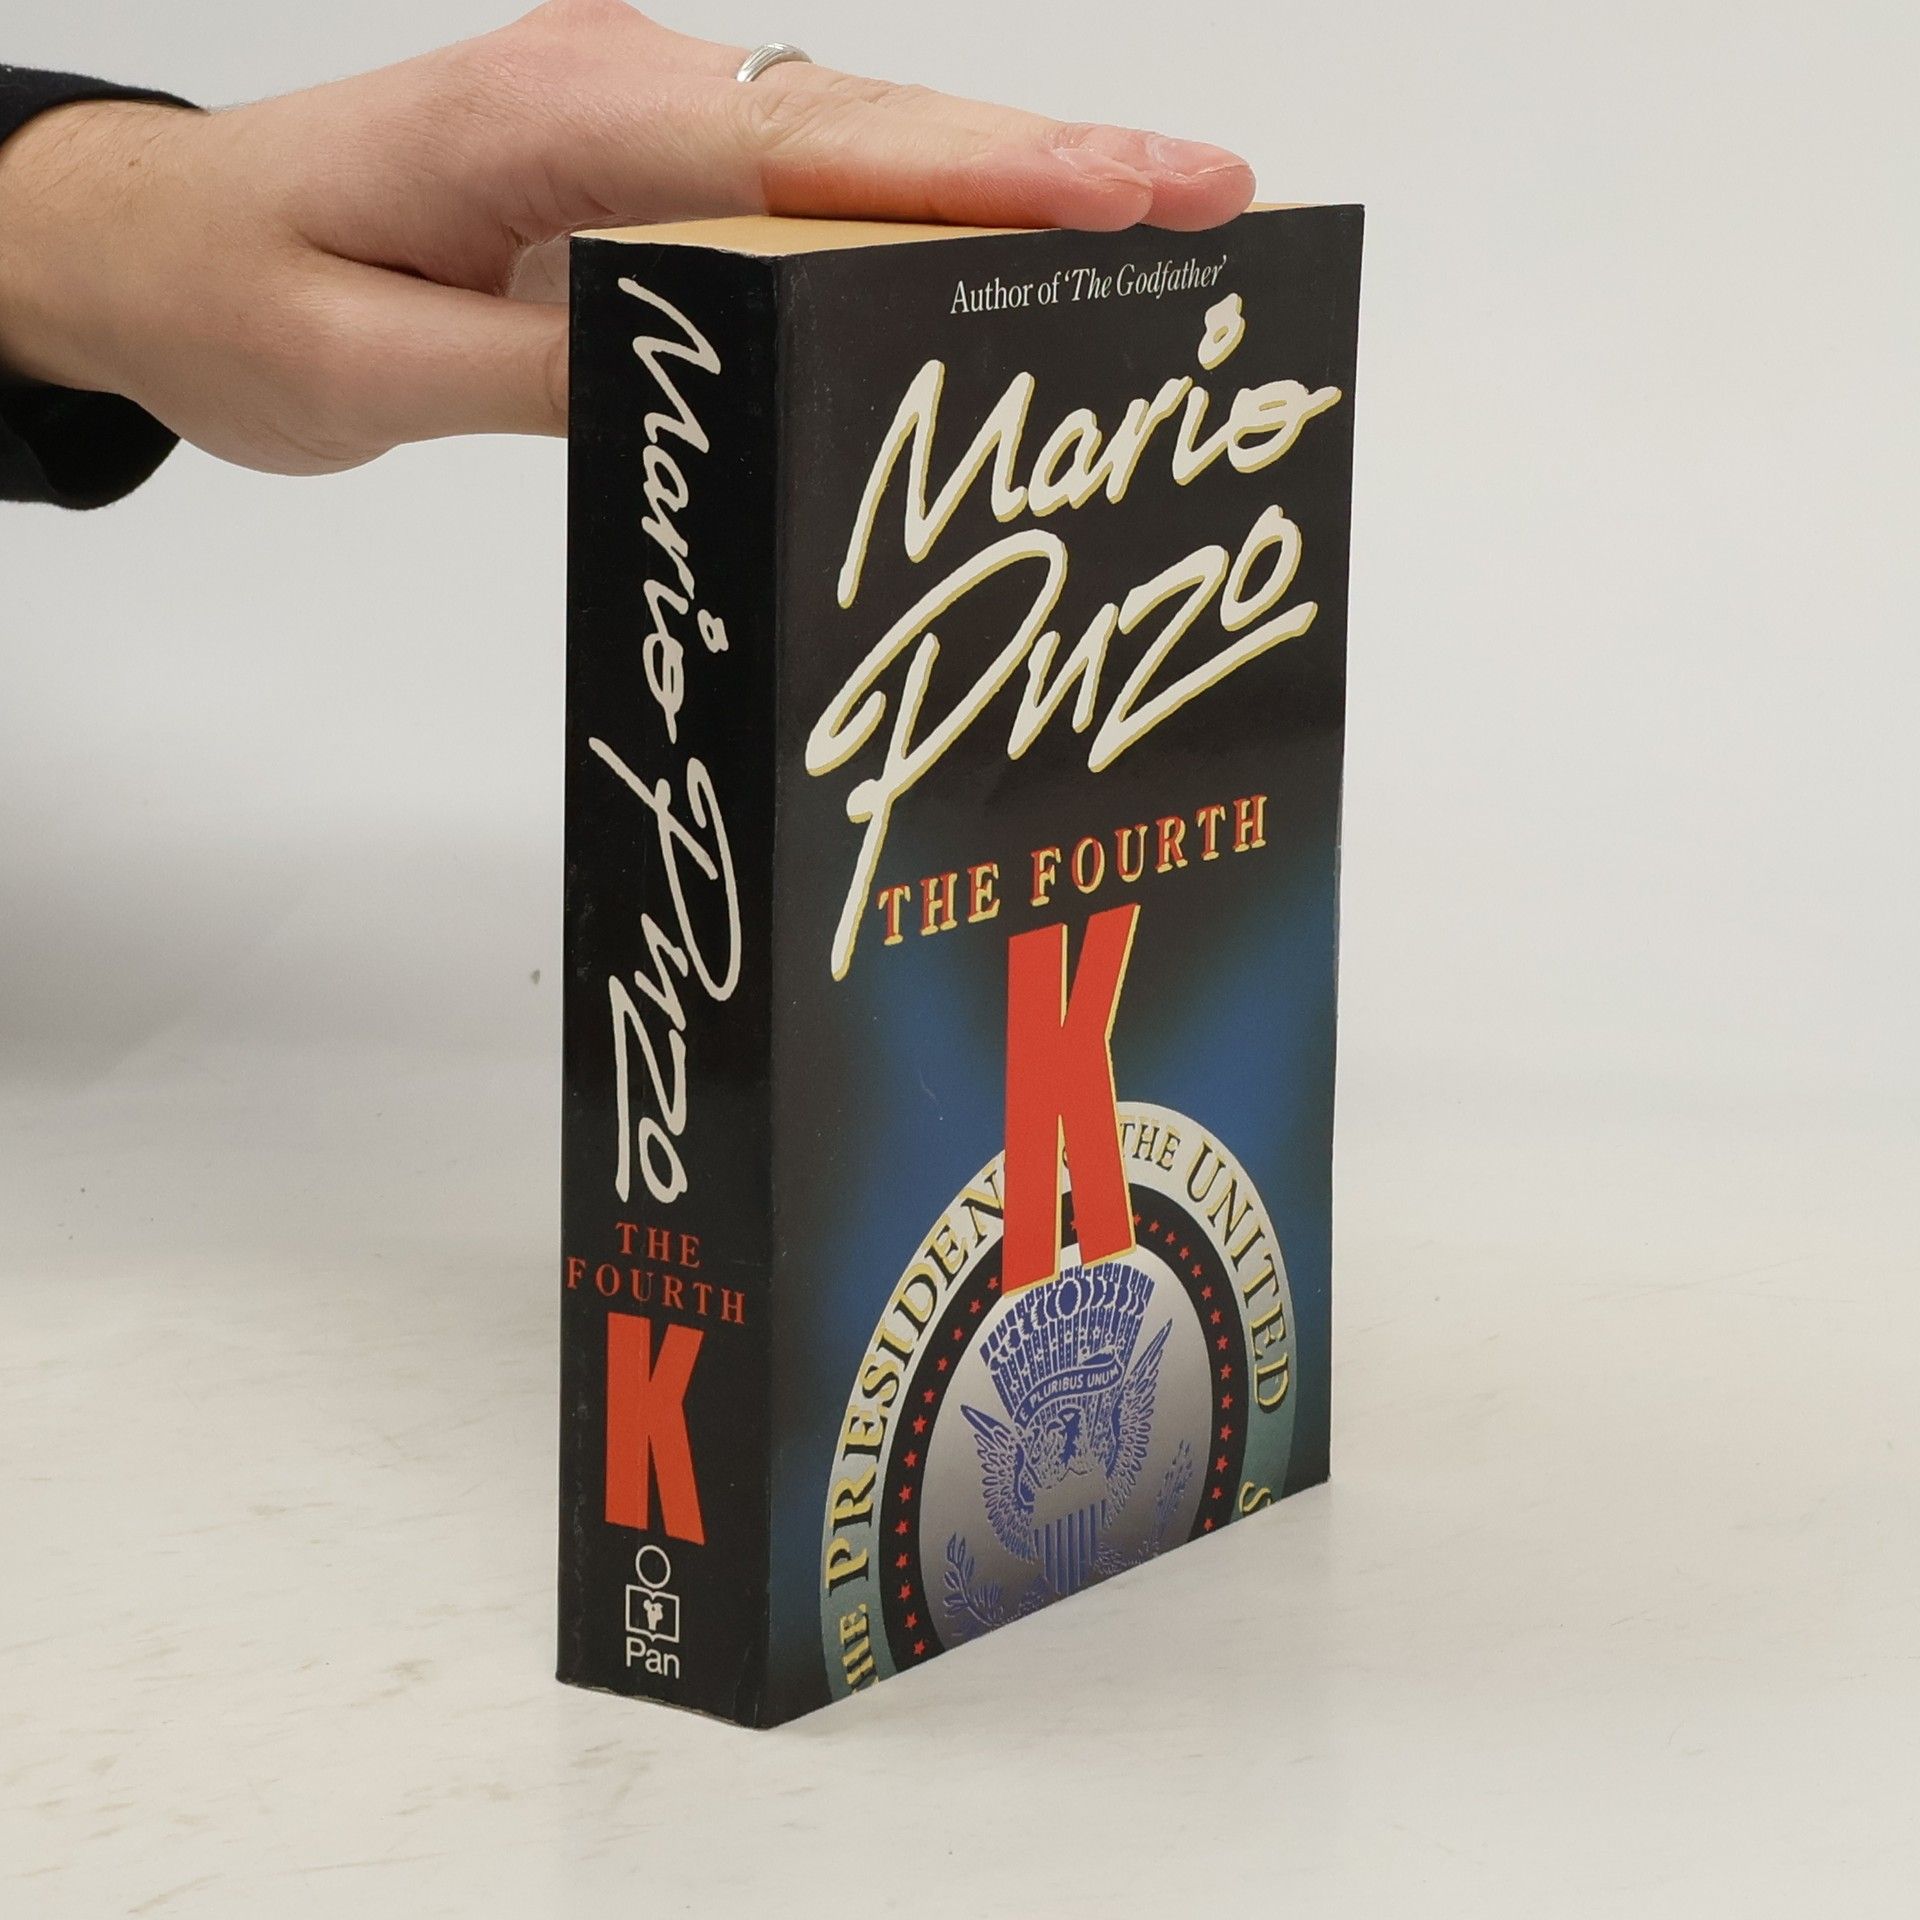 Mario Puzo
THE
FOURTH
K
Pan
Author of 'The Godfather'
Mario
Puzo
THE FOURTH
K
THE PRESIDENT THE UNITED
PLURIBUS UNUM